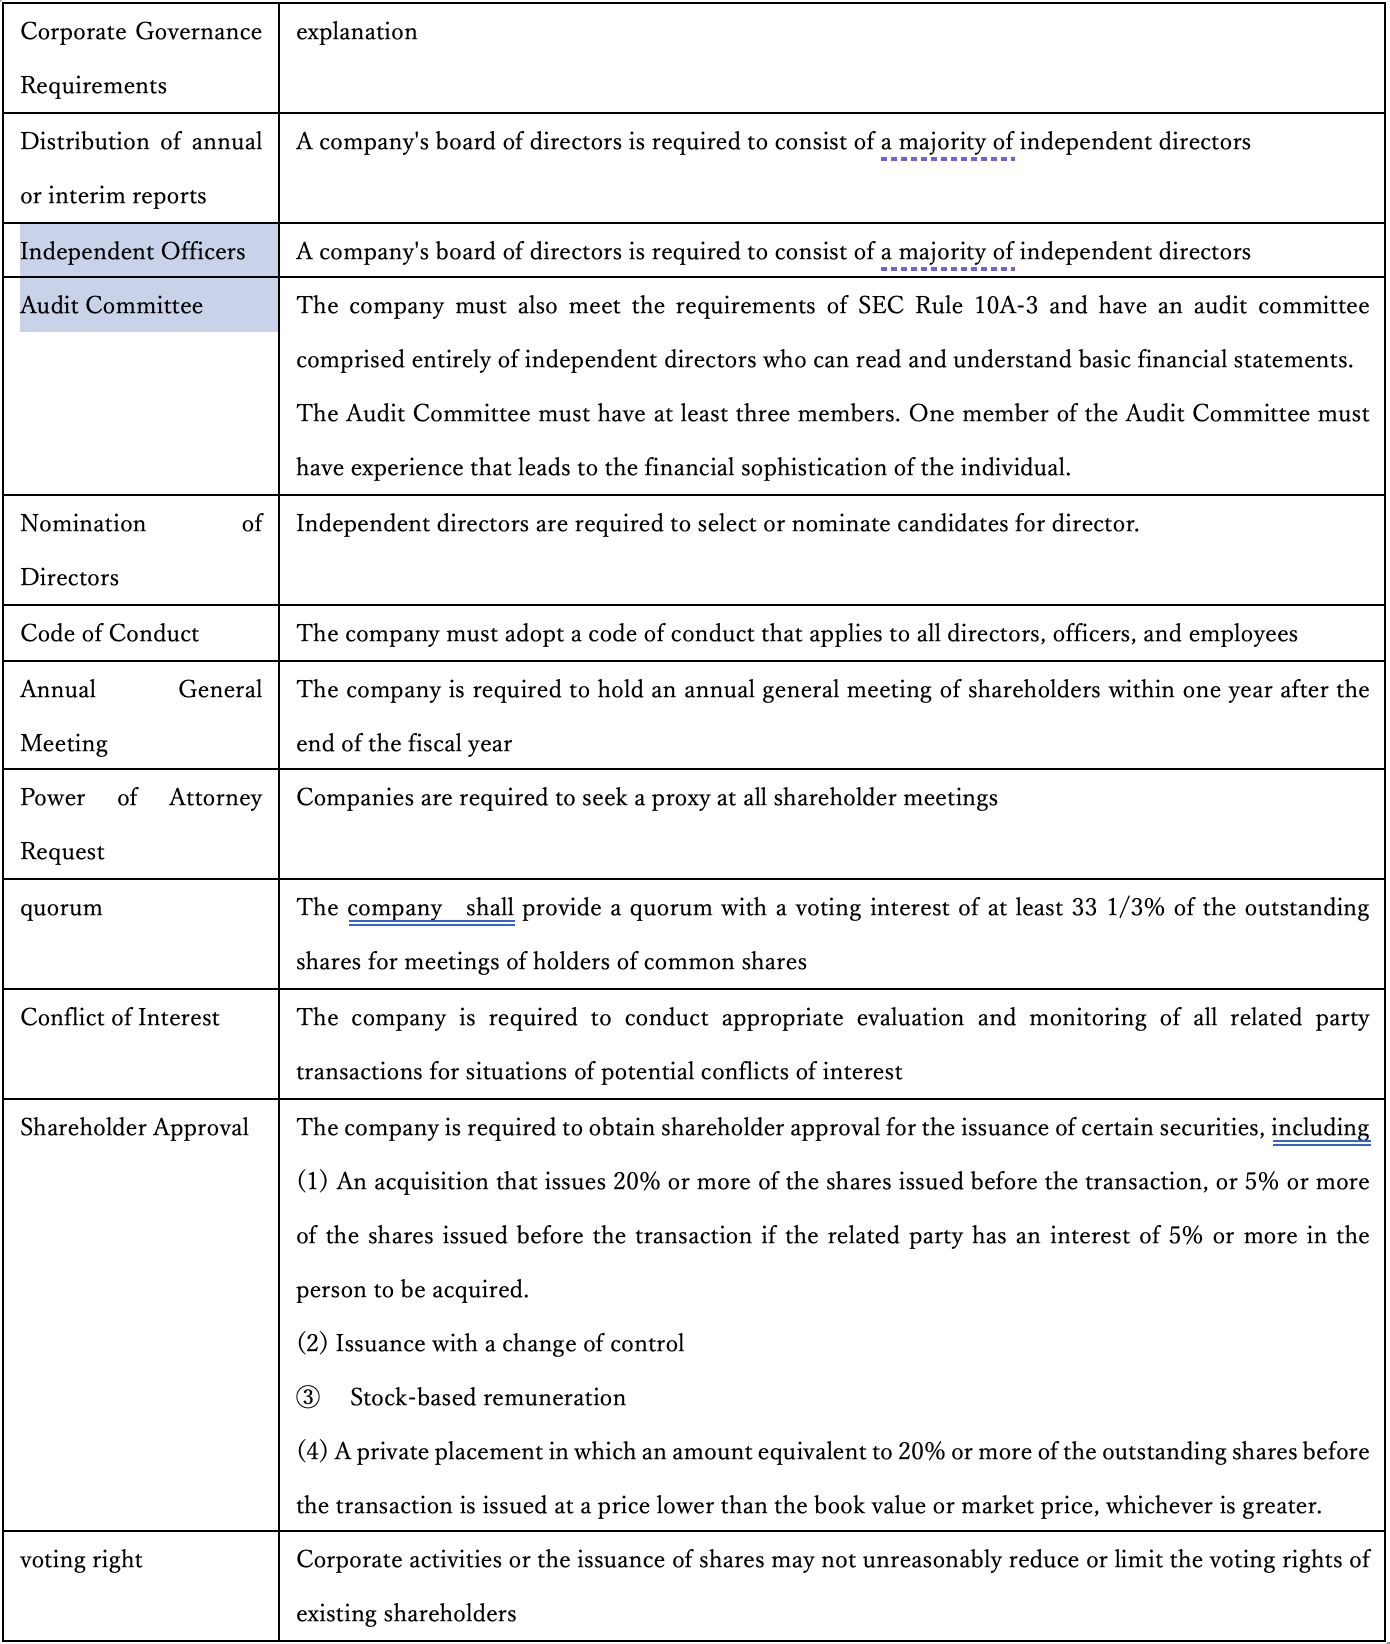 Corporate Governance
Requirements
explanation
Distribution of annual
or interim reports
A company's board of directors is required to consist of a majority of independent directors
Independent Officers
A company's board of directors is required to consist of a majority of independent directors
Audit Committee
The company must also meet the requirements of SEC Rule 10A-3 and have an audit committee
comprised entirely of independent directors who can read and understand basic financial statements.
The Audit Committee must have at least three members. One member of the Audit Committee must
have experience that leads to the financial sophistication of the individual.
Nomination of
Directors
Independent directors are required to select or nominate candidates for director.
Code of Conduct
The company must adopt a code of conduct that applies to all directors, officers, and employees
Annual General
Meeting
The company is required to hold an annual general meeting of shareholders within one year after the
end of the fiscal year
Power of Attorney
Request
Companies are required to seek a proxy at all shareholder meetings
quorum
The company shall provide a quorum with a voting interest of at least 33 1/3% of the outstanding
shares for meetings of holders of common shares
Conflict of Interest
The company is required to conduct appropriate evaluation and monitoring of all related party
transactions for situations of potential conflicts of interest
Shareholder Approval
The company is required to obtain shareholder approval for the issuance of certain securities, including
(1) An acquisition that issues 20% or more of the shares issued before the transaction, or 5% or more
of the shares issued before the transaction if the related party has an interest of 5% or more in the
person to be acquired.
(2) Issuance with a change of control
③ Stock-based remuneration
(4) A private placement in which an amount equivalent to 20% or more of the outstanding shares before
the transaction is issued at a price lower than the book value or market price, whichever is greater.
voting right
Corporate activities or the issuance of shares may not unreasonably reduce or limit the voting rights of
existing shareholders